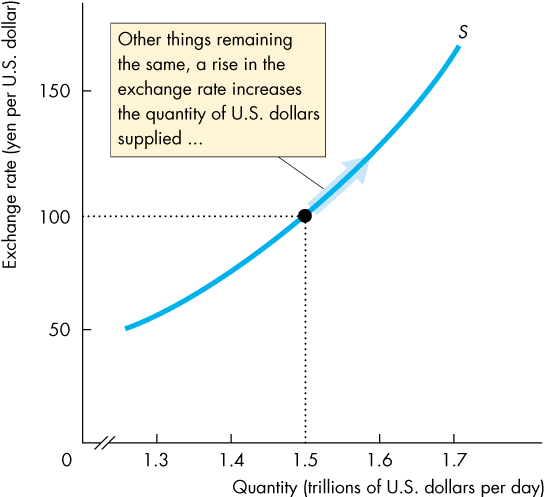 Exchange rate (yen per U.S. dollar)
Other things remaining
the same, a rise in the
exchange rate increases
the quantity of U.S. dollars
supplied ...
S
150
100
50
0
1.3
1.4
1.5
1.6
1.7
Quantity (trillions of U.S. dollars per day)